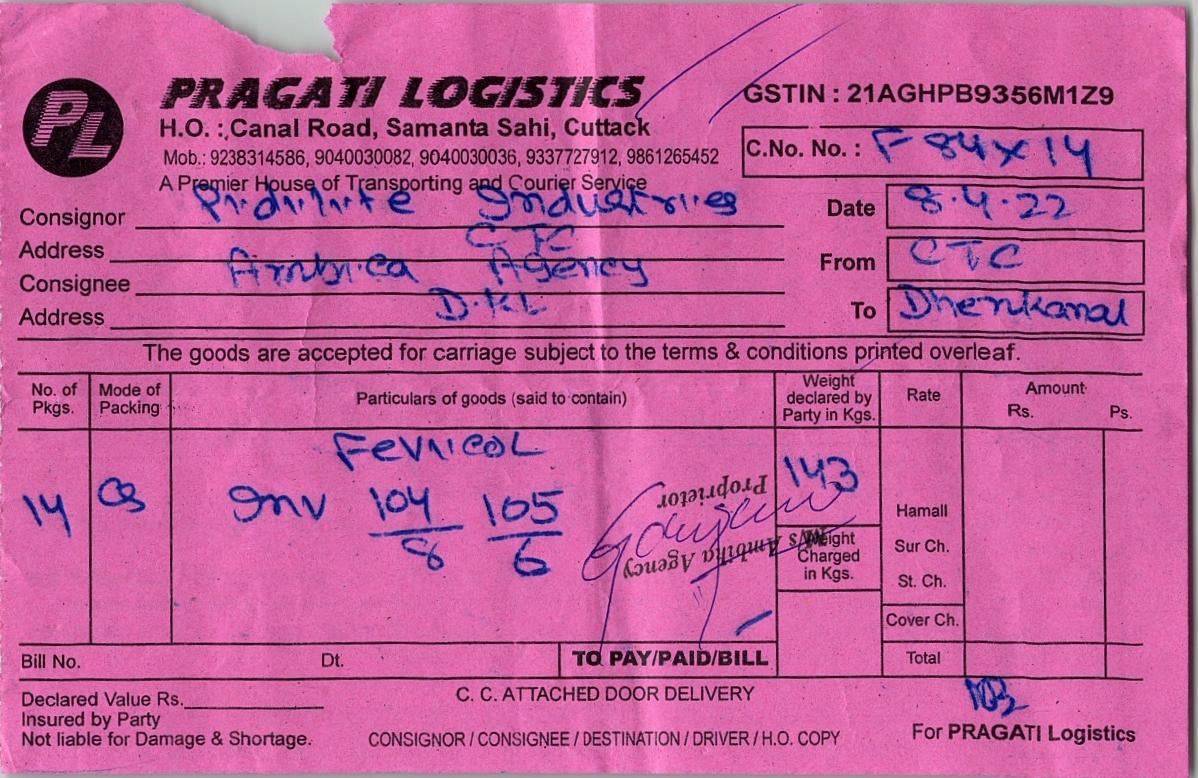 PL
PRAGATI LOGISTICS
H.O. : Canal Road, Samanta Sahi, Cuttack
Mob.: 9238314586, 9040030082, 9040030036, 9337727912, 9861265452
A Premier House of Transporting and Courier Service
GSTIN : 21AGHPB9356M1Z9
C.No. No. : F-84x14
Consignor Pidilite Industries
Date 8.4.22
Address CTC
From CTC
Consignee Ambica Agency
Address D.KL
To Dhenkanal
The goods are accepted for carriage subject to the terms & conditions printed overleaf.
No. of Pkgs. Mode of Packing Particulars of goods (said to contain) Weight declared by Party in Kgs. Rate Amount Rs. Ps.
Fevicol
14 CS Inv 104/8 105/6 143
Proprietor
M/s Ambika Agency
Weight Charged in Kgs.
Hamall
Sur Ch.
St. Ch.
Cover Ch.
Bill No. Dt. TO PAY/PAID/BILL Total
Declared Value Rs.
Insured by Party
Not liable for Damage & Shortage.
C. C. ATTACHED DOOR DELIVERY
CONSIGNOR / CONSIGNEE / DESTINATION / DRIVER / H.O. COPY
For PRAGATI Logistics